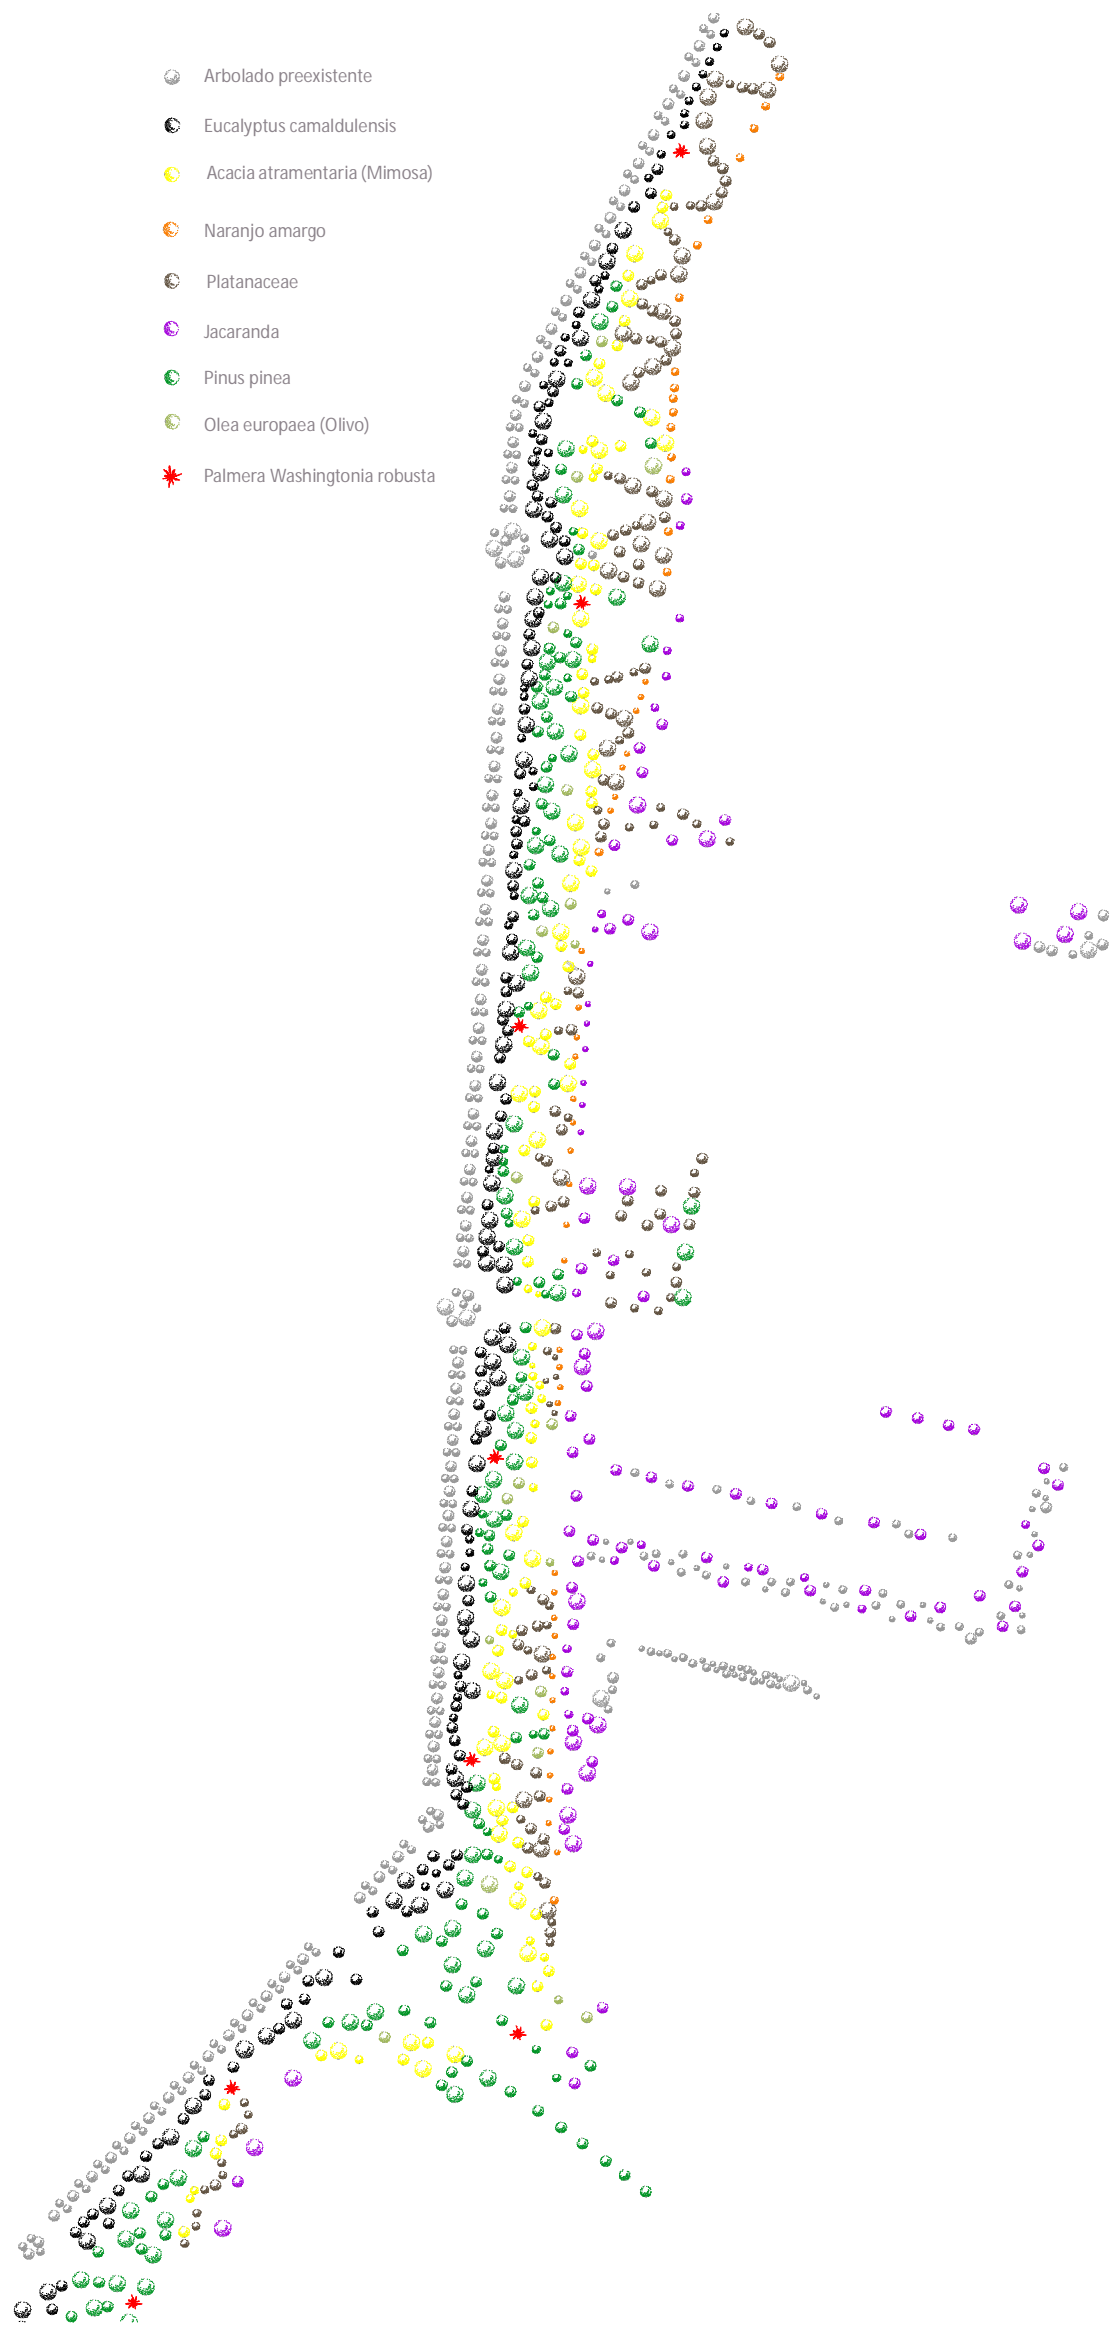 Arbolado preexistente
Eucalyptus camaldulensis
Acacia atramentaria (Mimosa)
Naranjo amargo
Platanaceae
Jacaranda
Pinus pinea
Olea europaea (Olivo)
Palmera Washingtonia robusta